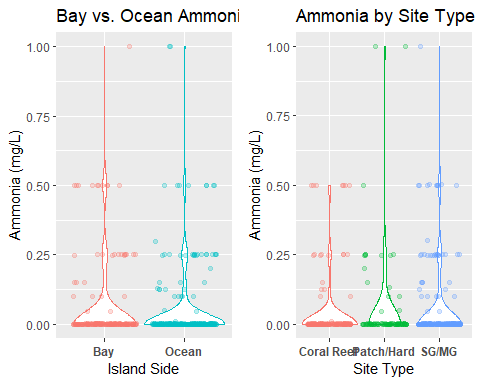 Bay vs. Ocean Ammoni
Ammonia (mg/L)
1.00
0.75
0.50
0.25
0.00
Bay
Ocean
Island Side
Ammonia by Site Type
Ammonia (mg/L)
1.00
0.75
0.50
0.25
0.00
Coral Reef
Patch/Hard
SG/MG
Site Type